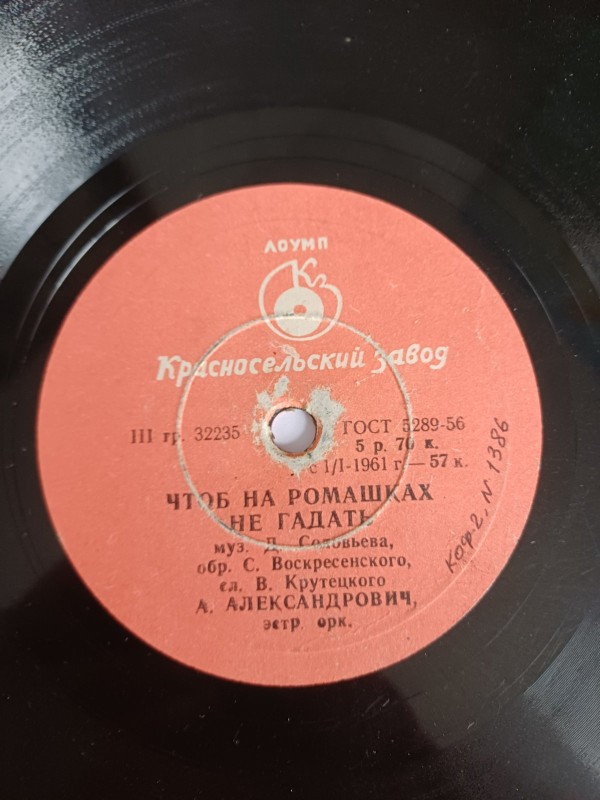 ЛОУМП
КЗ
Красносельский завод
III гр. 32235
ГОСТ 5289-56
5 р. 70 к.
с 1/I-1961 г.—57 к.
ЧТОБ НА РОМАШКАХ
НЕ ГАДАТЬ
муз. Д. Соловьева,
обр. С. Воскресенского,
сл. В. Крутецкого
А. АЛЕКСАНДРОВИЧ,
эстр. орк.
Коф-2, N 1386